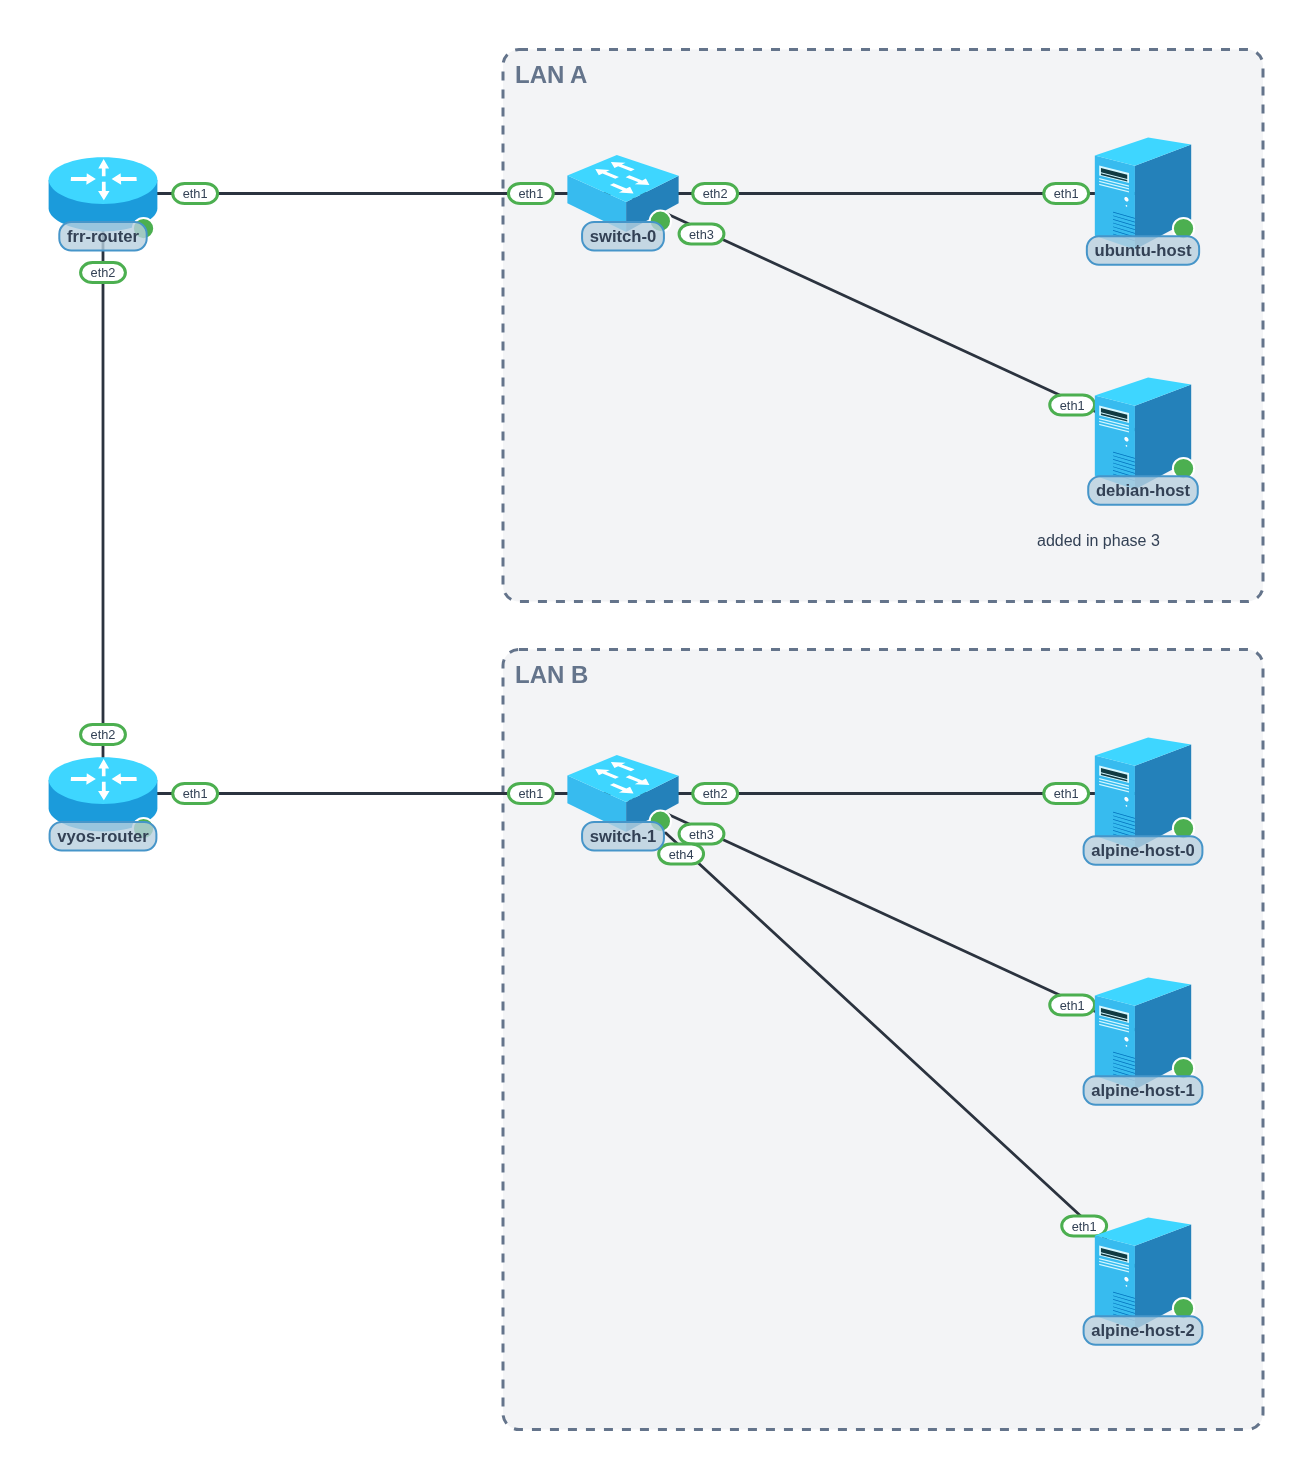 LAN A
frr-router
eth1
eth2
eth1
switch-0
eth2
eth3
eth1
ubuntu-host
eth1
debian-host
added in phase 3
LAN B
eth2
vyos-router
eth1
eth1
switch-1
eth2
eth3
eth4
eth1
alpine-host-0
eth1
alpine-host-1
eth1
alpine-host-2